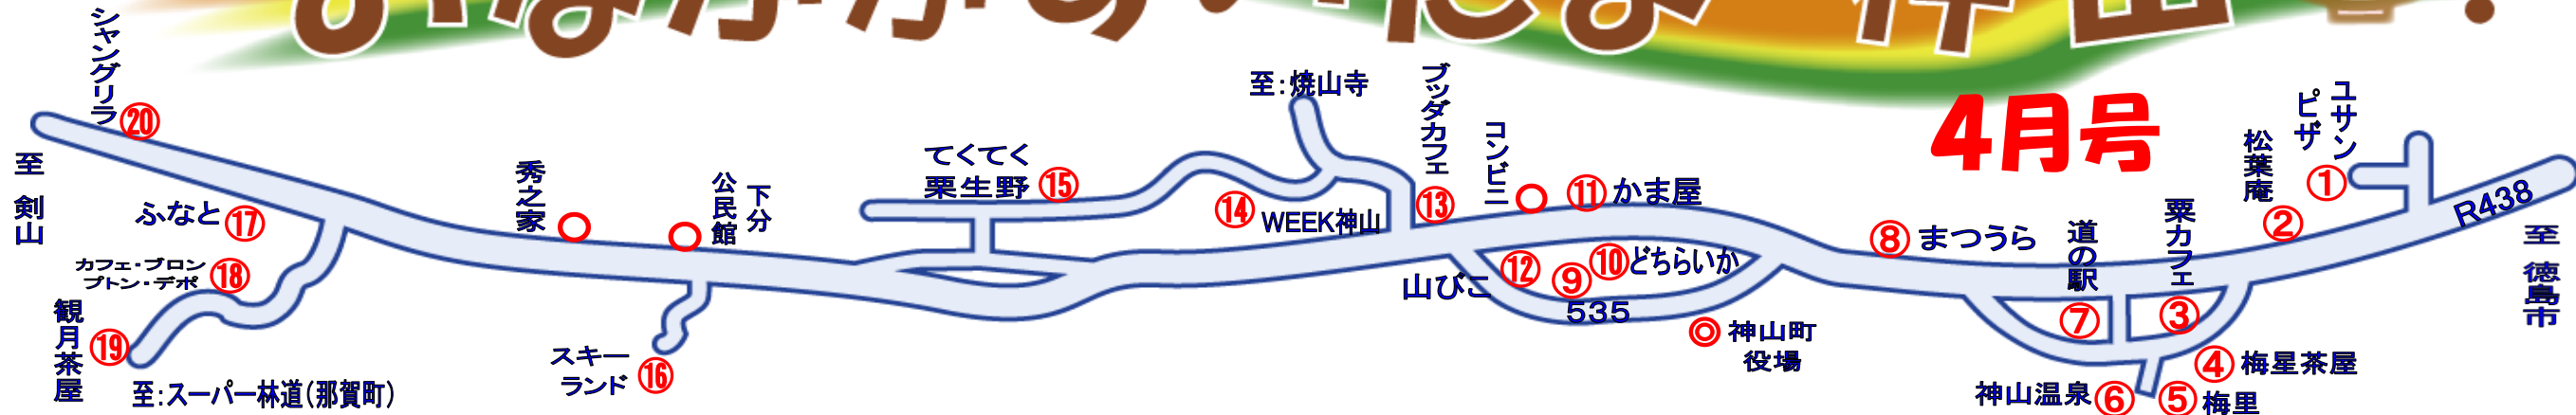 4月号
シャングリラ
⑳
至 剣山
ふなと
⑰
カフェ・ブロン
プトン・デポ
⑱
観月茶屋
⑲
至:スーパー林道(那賀町)
秀之家
下分
公民館
スキー
ランド
⑯
てくてく
粟生野
⑮
至:焼山寺
⑭
WEEK神山
ブッダカフェ
⑬
コンビニ
⑪
かま屋
山びこ
⑫
⑨
⑩
どちらいか
535
神山町
役場
⑧
まつうら
道の駅
⑦
粟カフェ
③
④
梅星茶屋
神山温泉
⑥
⑤
梅里
松葉庵
②
ユサン
ピザ
①
R438
至 徳島市